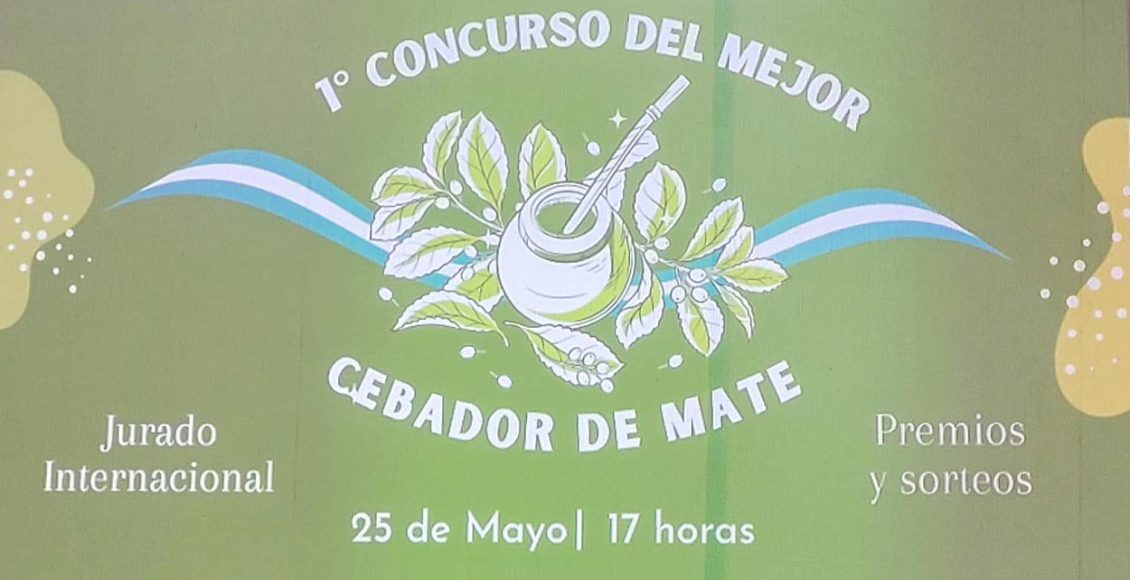 1° CONCURSO DEL MEJOR
CEBADOR DE MATE
Jurado
Internacional
Premios
y sorteos
25 de Mayo| 17 horas